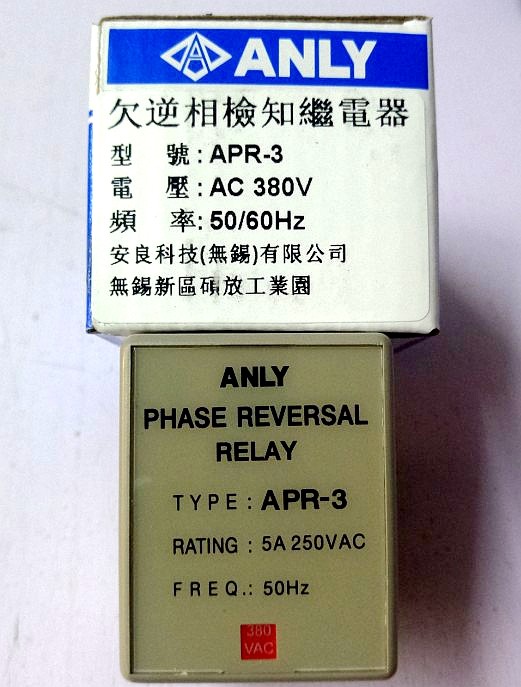 ANLY
欠逆相檢知繼電器
型 號: APR-3
電 壓: AC 380V
頻 率: 50/60Hz
安良科技(無錫)有限公司
無錫新區碩放工業園
ANLY
PHASE REVERSAL
RELAY
TYPE: APR-3
RATING: 5A 250VAC
FREQ.: 50Hz
380
VAC